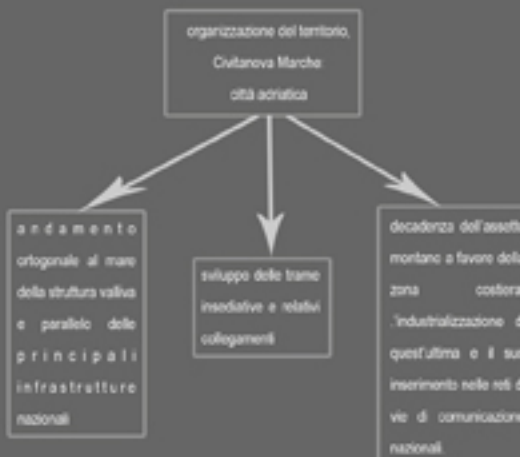 organizzazione del territorio,
Civitanova Marche:
città adriatica
andamento
ortogonale al mare
della struttura valliva
e parallelo delle
principali
infrastrutture
nazionali
sviluppo delle trame
insediative e relativi
collegamenti
decadenza dell'assetto
montano a favore della
zona costiera
.'industrializzazione d
quest'ultima e il suo
inserimento nelle reti d
vie di comunicazione
nazionali.